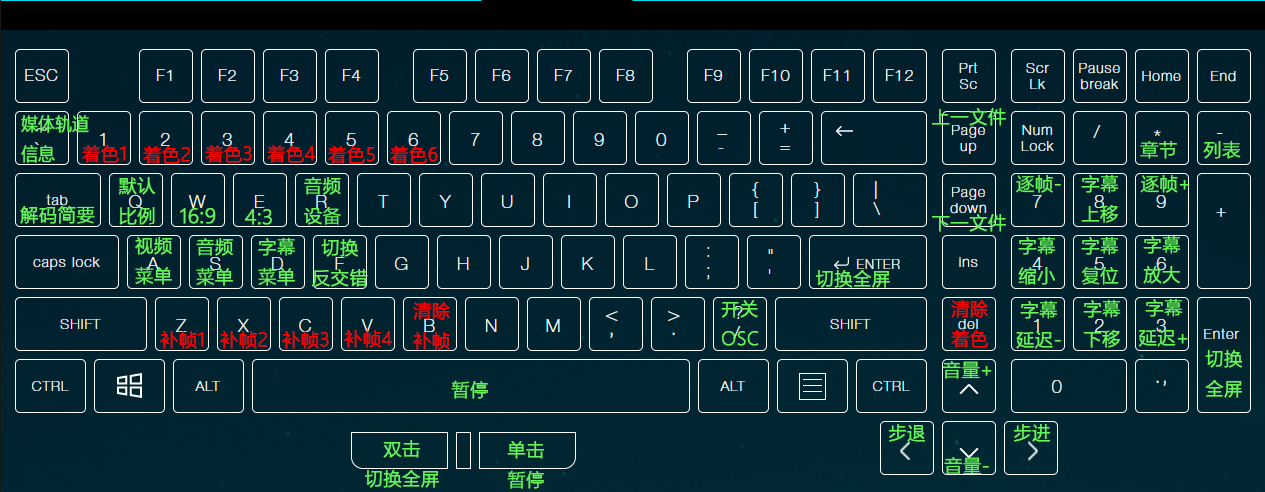 ESC F1 F2 F3 F4 F5 F6 F7 F8 F9 F10 F11 F12 Prt Sc Scr Lk Pause break Home End
媒体轨道 信息 ~ ` 1 着色1 2 着色2 3 着色3 4 着色4 5 着色5 6 着色6 7 8 9 0 _ - + = ← 上一文件 Page up Num Lock / * 章节 - 列表
tab 解码简要 默认 Q 比例 W 16:9 E 4:3 音频 R 设备 T Y U I O P { [ } ] | \ Page down 下一文件 逐帧- 7 字幕 8 上移 逐帧+ 9 +
caps lock 视频 A 菜单 音频 S 菜单 字幕 D 菜单 切换 F 反交错 G H J K L : ; " ' ENTER 切换全屏 ins 字幕 4 缩小 字幕 5 复位 字幕 6 放大
SHIFT Z 补帧1 X 补帧2 C 补帧3 V 补帧4 清除 B 补帧 N M < , > . 开关 ? / OSC SHIFT 清除 del 着色 字幕 1 延迟- 字幕 2 下移 字幕 3 延迟+ Enter 切换 全屏
CTRL ALT 暂停 ALT CTRL 音量+ 0 . ,
双击 单击 步退 音量- 步进
切换全屏 暂停